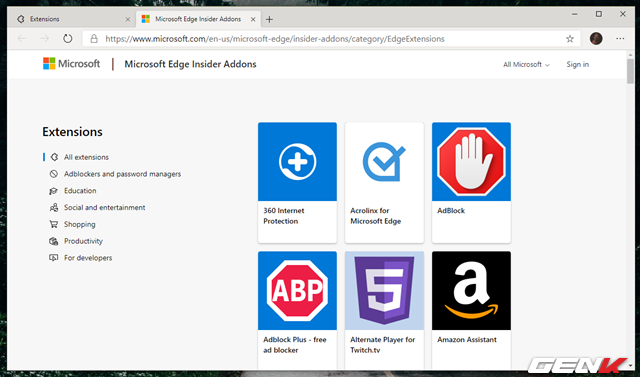 Extensions
Microsoft Edge Insider Addons
https://www.microsoft.com/en-us/microsoft-edge/insider-addons/category/EdgeExtensions
Microsoft
Microsoft Edge Insider Addons
All Microsoft
Sign in
Extensions
All extensions
Adblockers and password managers
Education
Social and entertainment
Shopping
Productivity
For developers
360 Internet
Protection
Acrolinx for
Microsoft Edge
AdBlock
ABP
Adblock Plus - free
ad blocker
5
Alternate Player for
Twitch.tv
a
Amazon Assistant
GENK